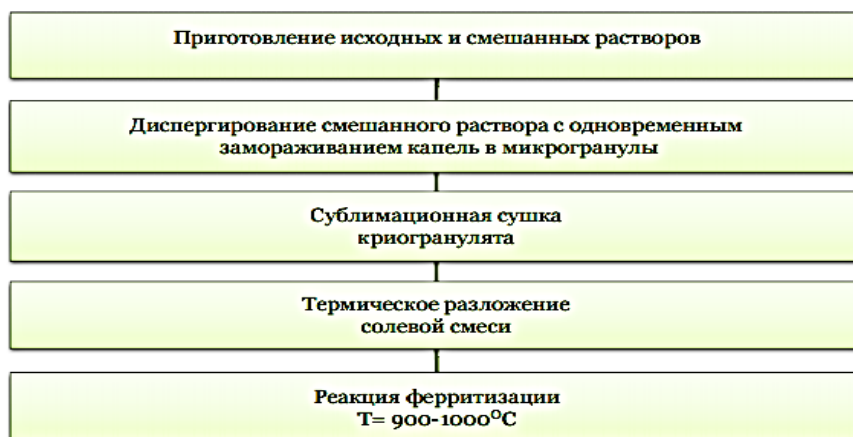 Приготовление исходных и смешанных растворов
Диспергирование смешанного раствора с одновременным
замораживанием капель в микрогранулы
Сублимационная сушка
криогранулята
Термическое разложение
солевой смеси
Реакция ферритизации
T= 900-1000⁰C